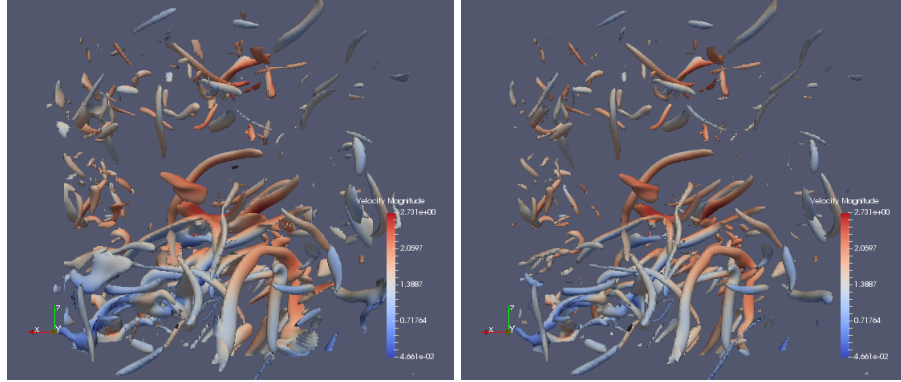 Velocity Magnitude
2.731e+00
2.0597
1.3887
0.71764
4.661e-02
Z
X
Y
Velocity Magnitude
2.731e+00
2.0597
1.3887
0.71764
4.661e-02
Z
X
Y